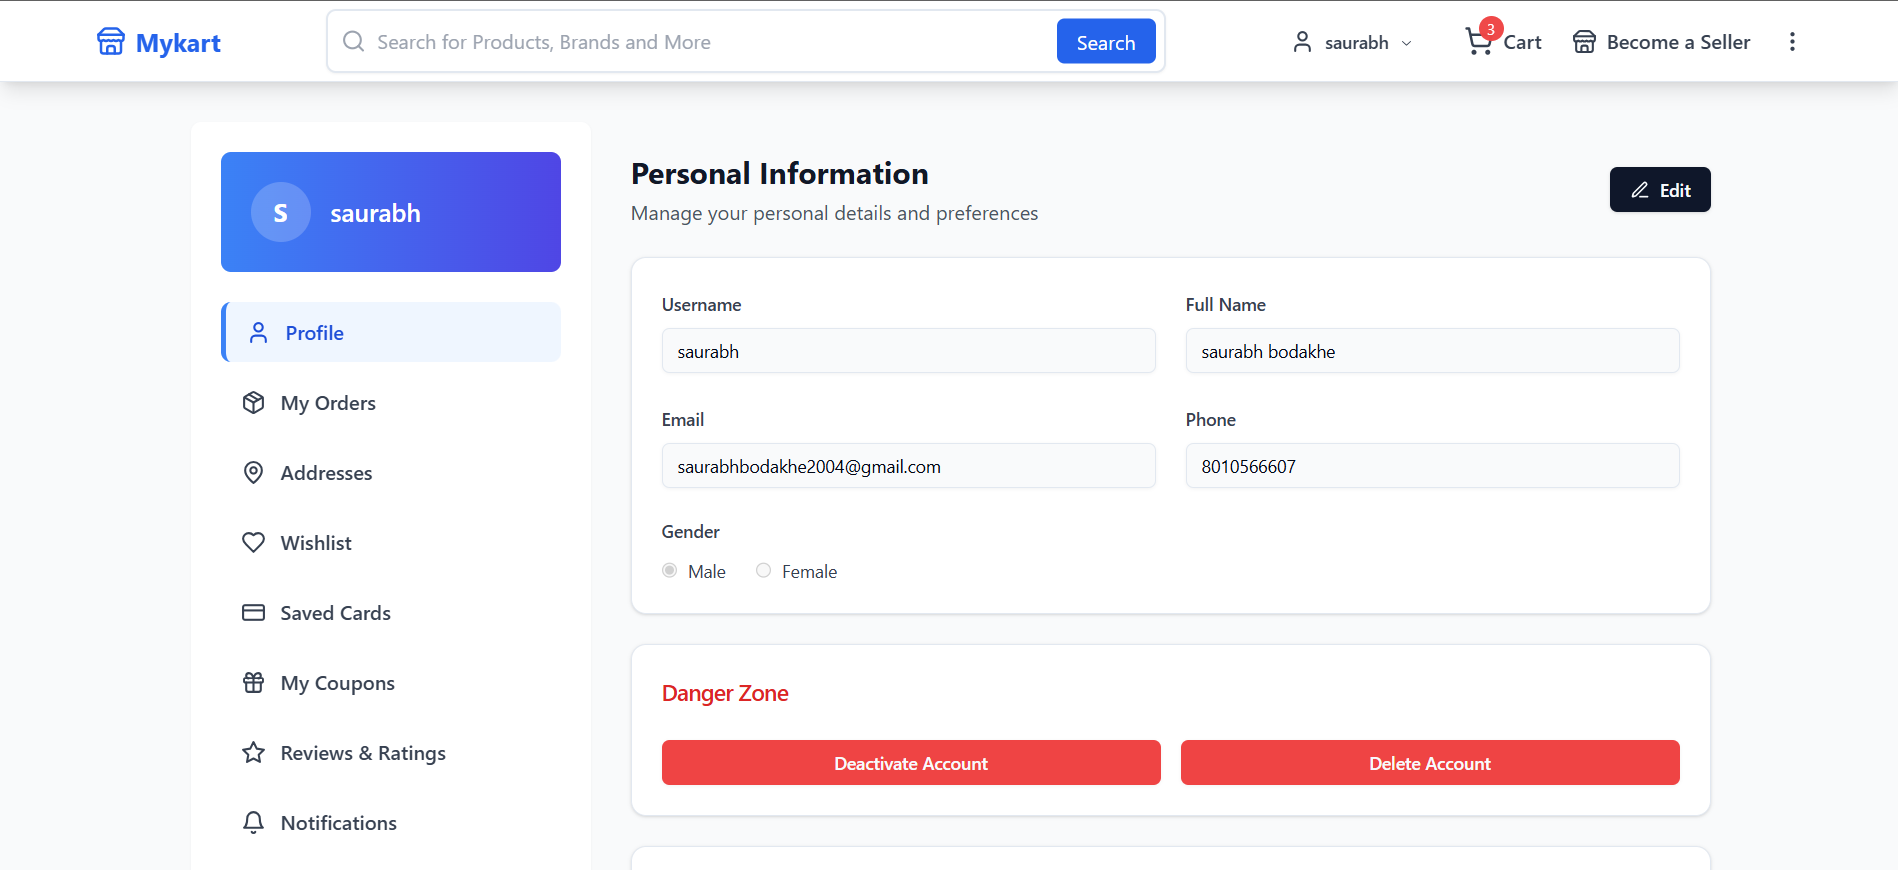 Mykart
Search for Products, Brands and More
Search
saurabh
3
Cart
Become a Seller
S
saurabh
Profile
My Orders
Addresses
Wishlist
Saved Cards
My Coupons
Reviews & Ratings
Notifications
Personal Information
Manage your personal details and preferences
Edit
Username
saurabh
Full Name
saurabh bodakhe
Email
saurabhbodakhe2004@gmail.com
Phone
8010566607
Gender
Male
Female
Danger Zone
Deactivate Account
Delete Account